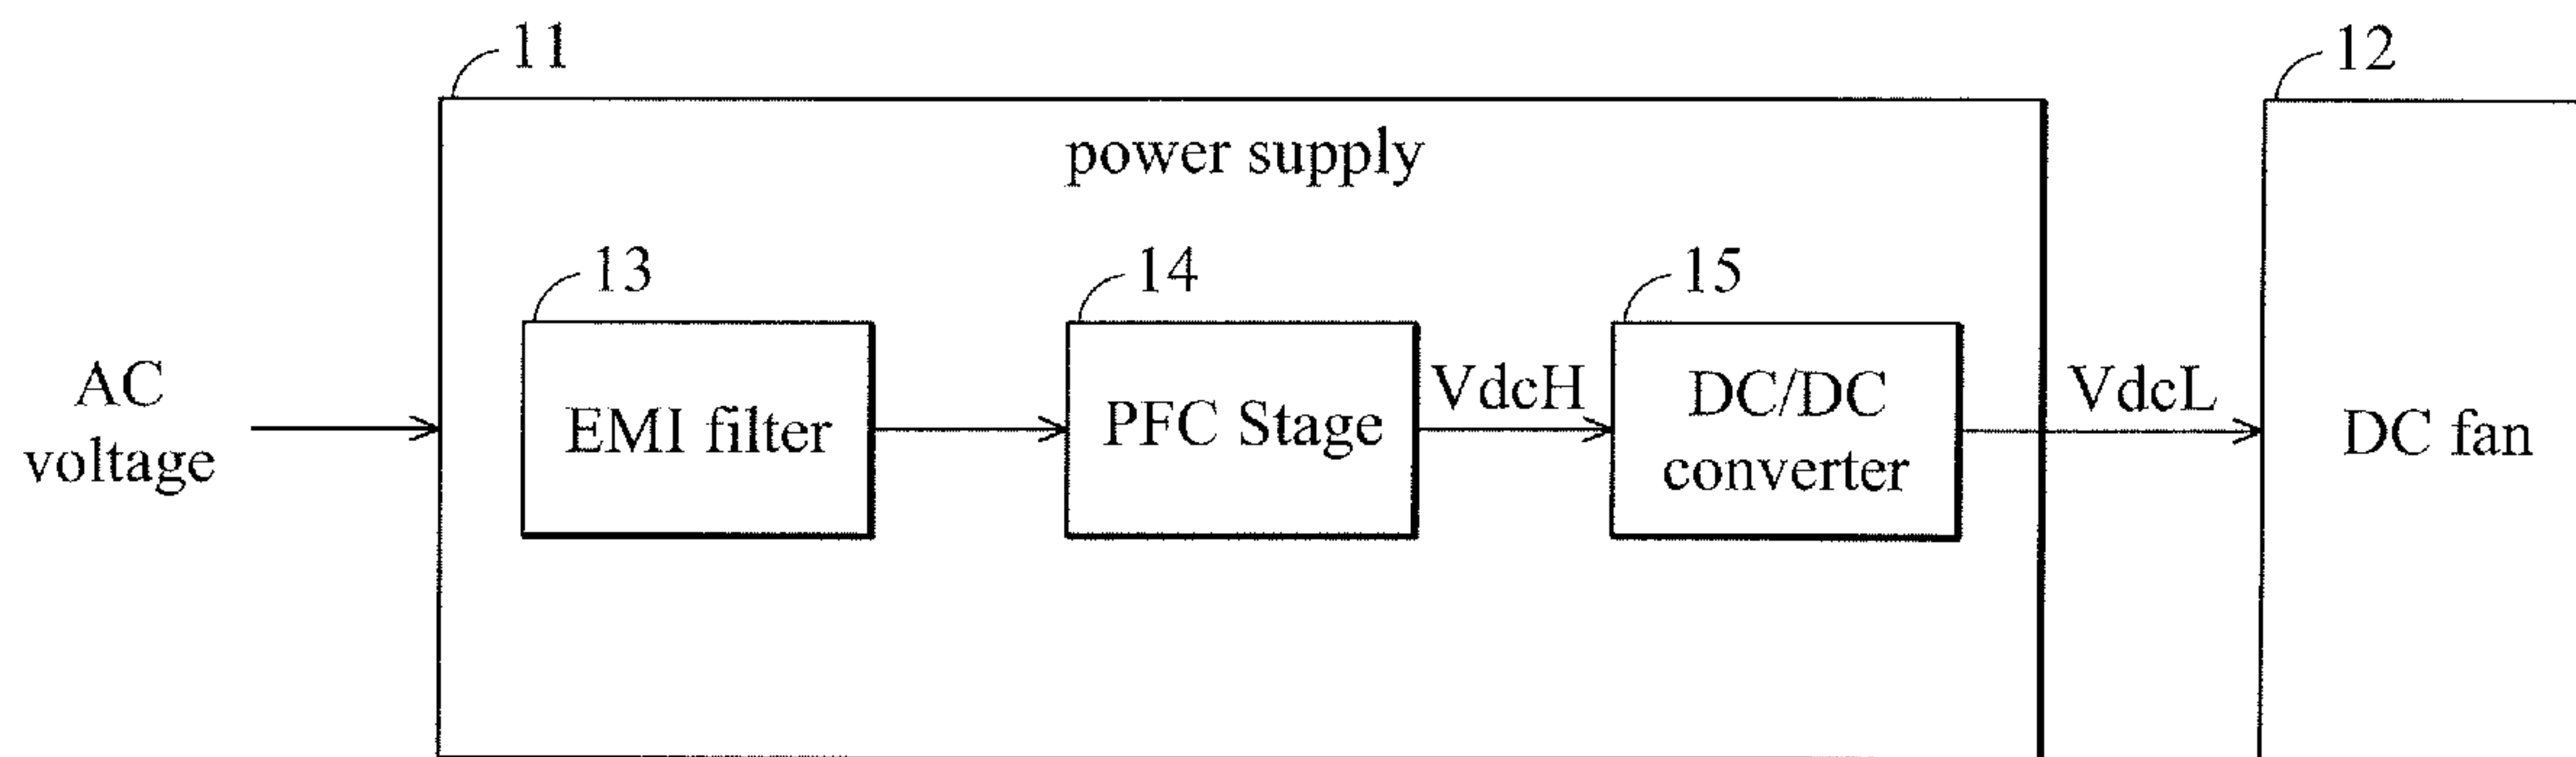 11
12
power supply
13
14
15
AC
voltage
EMI filter
PFC Stage
VdcH
DC/DC
converter
VdcL
DC fan